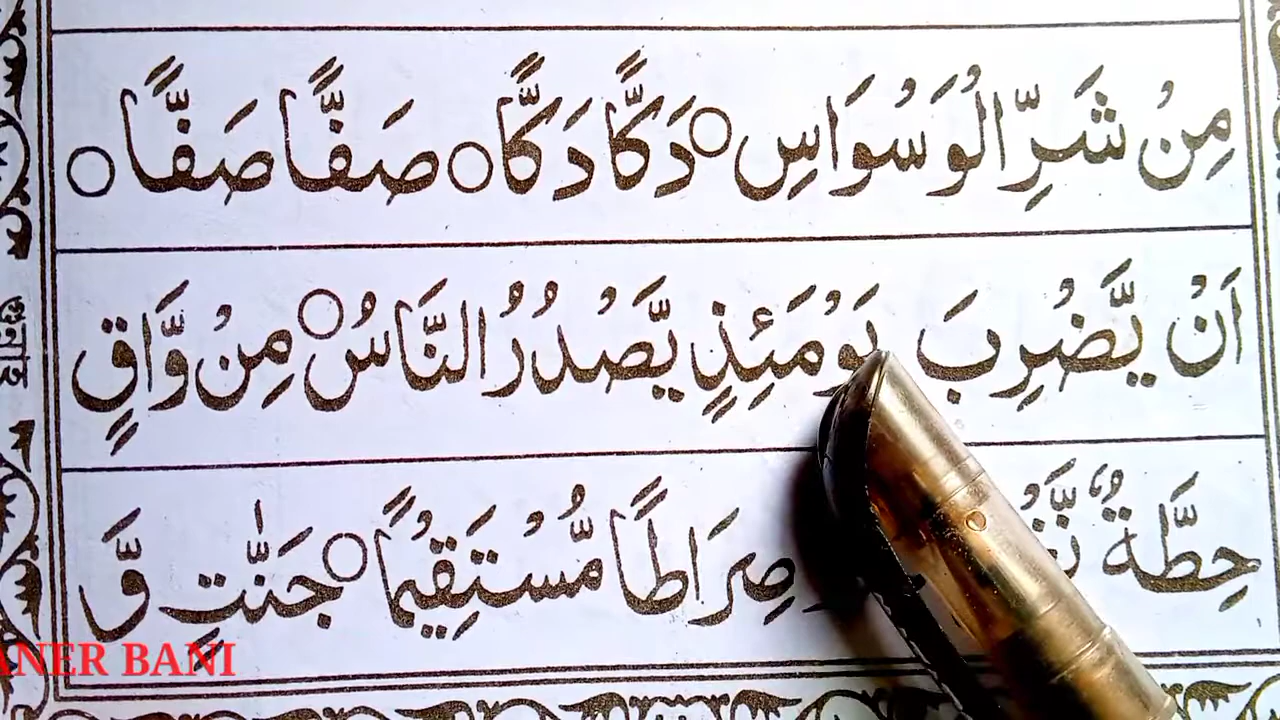 مِنْ شَرِّ الْوَسْوَاسِ ○ دَكًّا دَكًّا ○ صَفًّا صَفًّا ○
اَنْ يَّضْرِبَ يَوْمَئِذٍ يَّصْدُرُ النَّاسُ ○ مِنْ وَّاقٍ
حِطَّةٌ صِرَاطًا مُّسْتَقِيْمًا ○ جَنّٰتٍ وَّ
ANER BANI